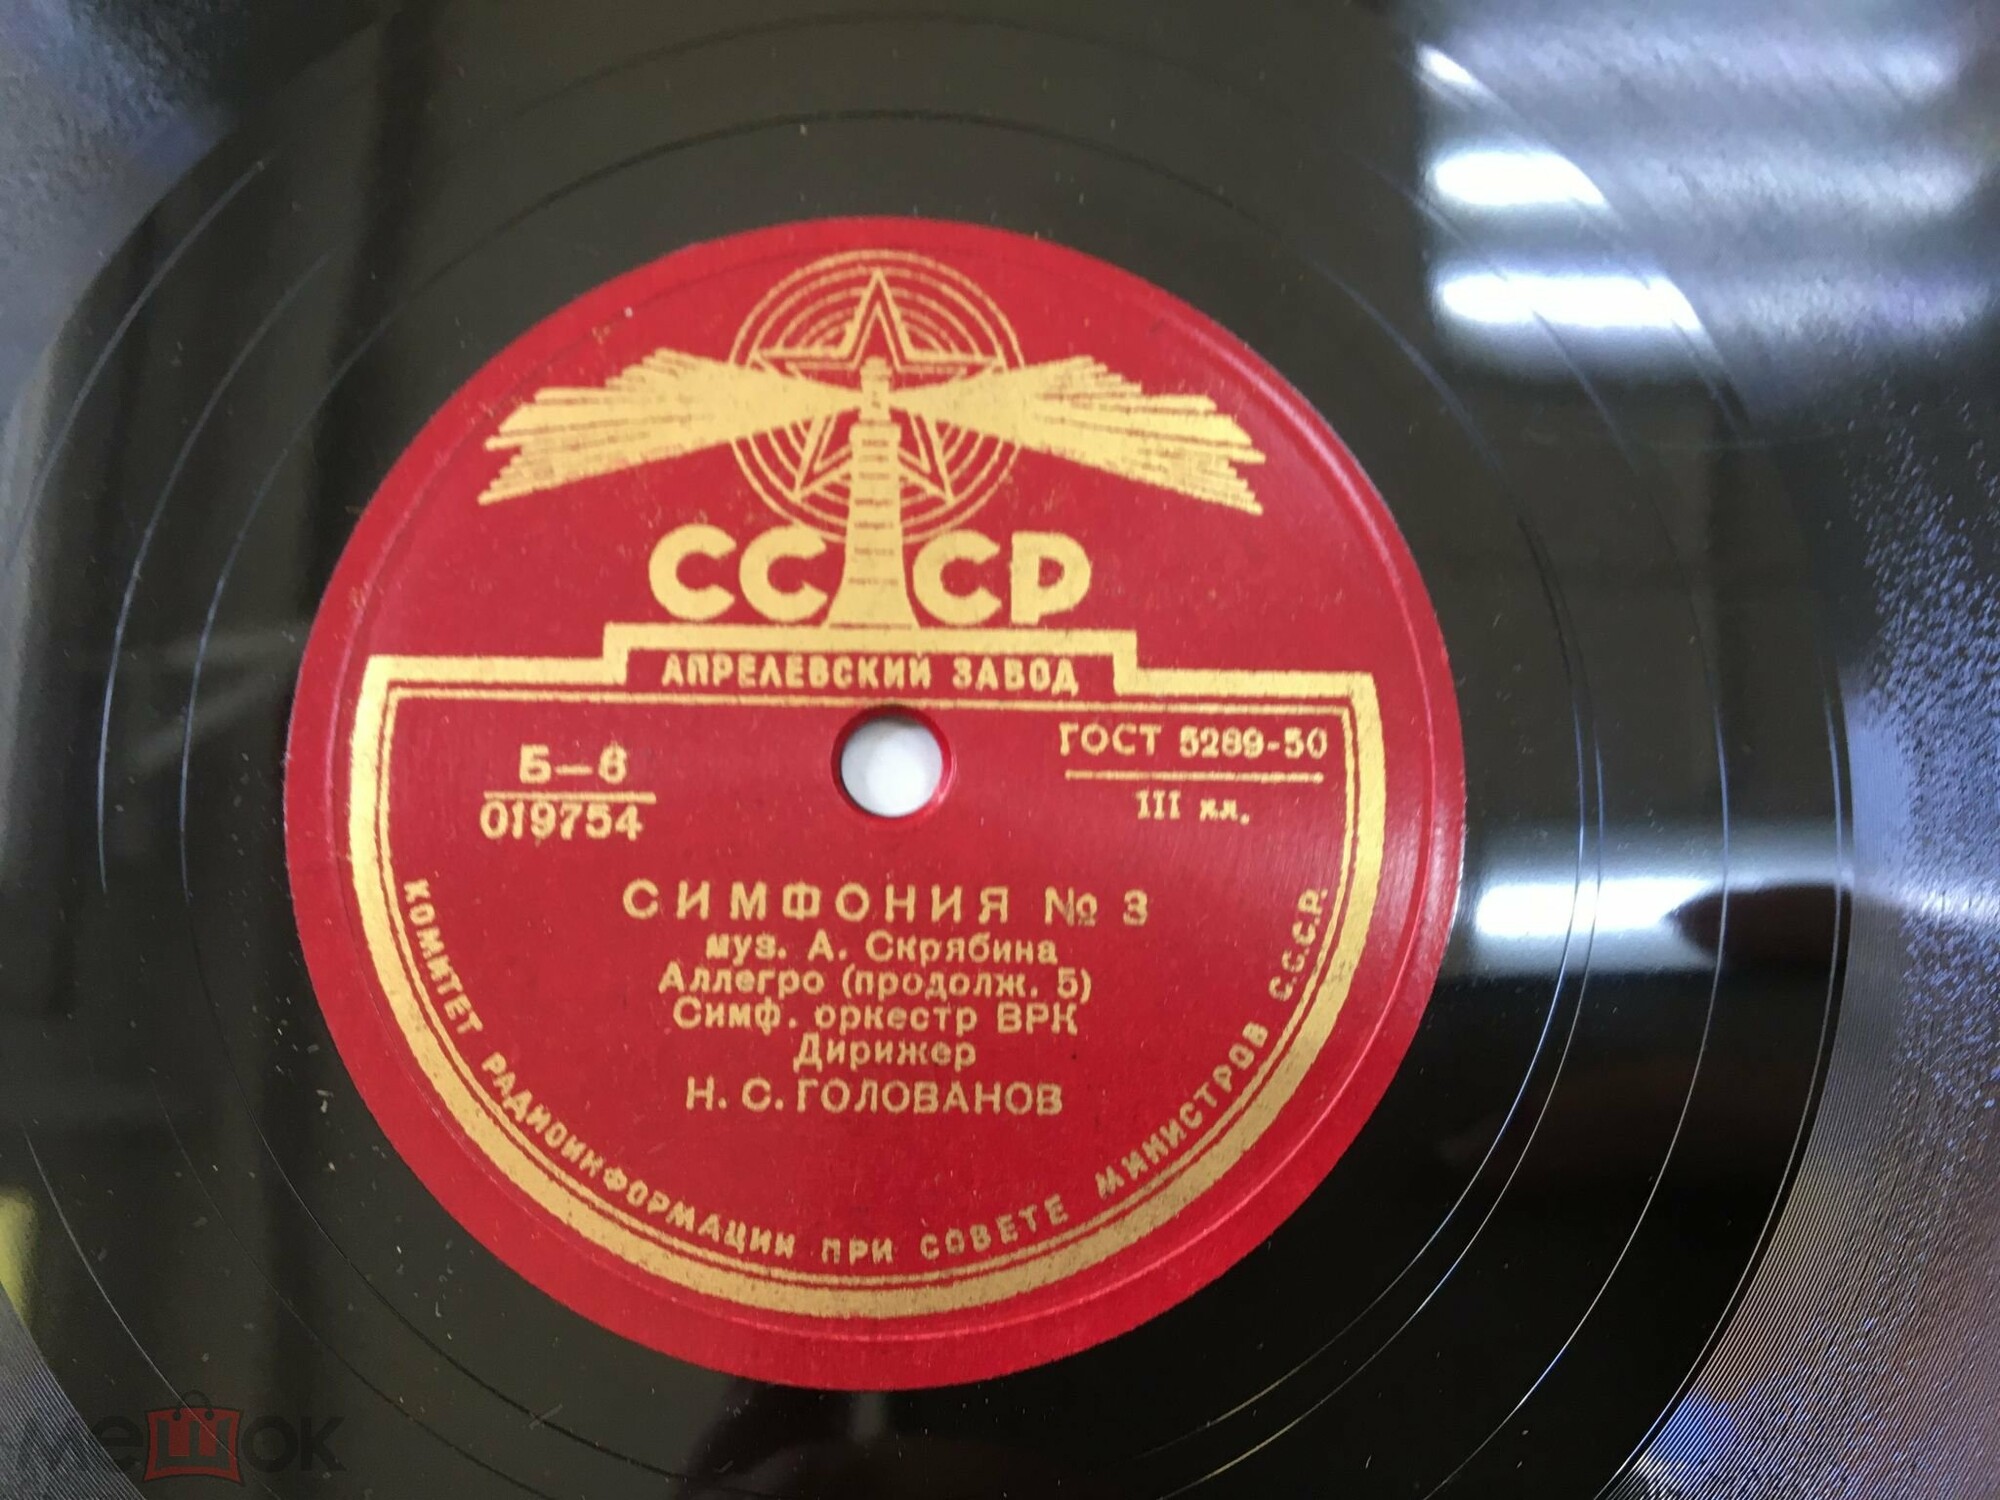 СССР
АПРЕЛЕВСКИЙ ЗАВОД
Б—6
019754
ГОСТ 5289-50
III кл.
СИМФОНИЯ № 3
муз. А. Скрябина
Аллегро (продолж. 5)
Симф. оркестр ВРК
Дирижер
Н. С. ГОЛОВАНОВ
КОМИТЕТ РАДИОИНФОРМАЦИИ ПРИ СОВЕТЕ МИНИСТРОВ С.С.С.Р.
мешок